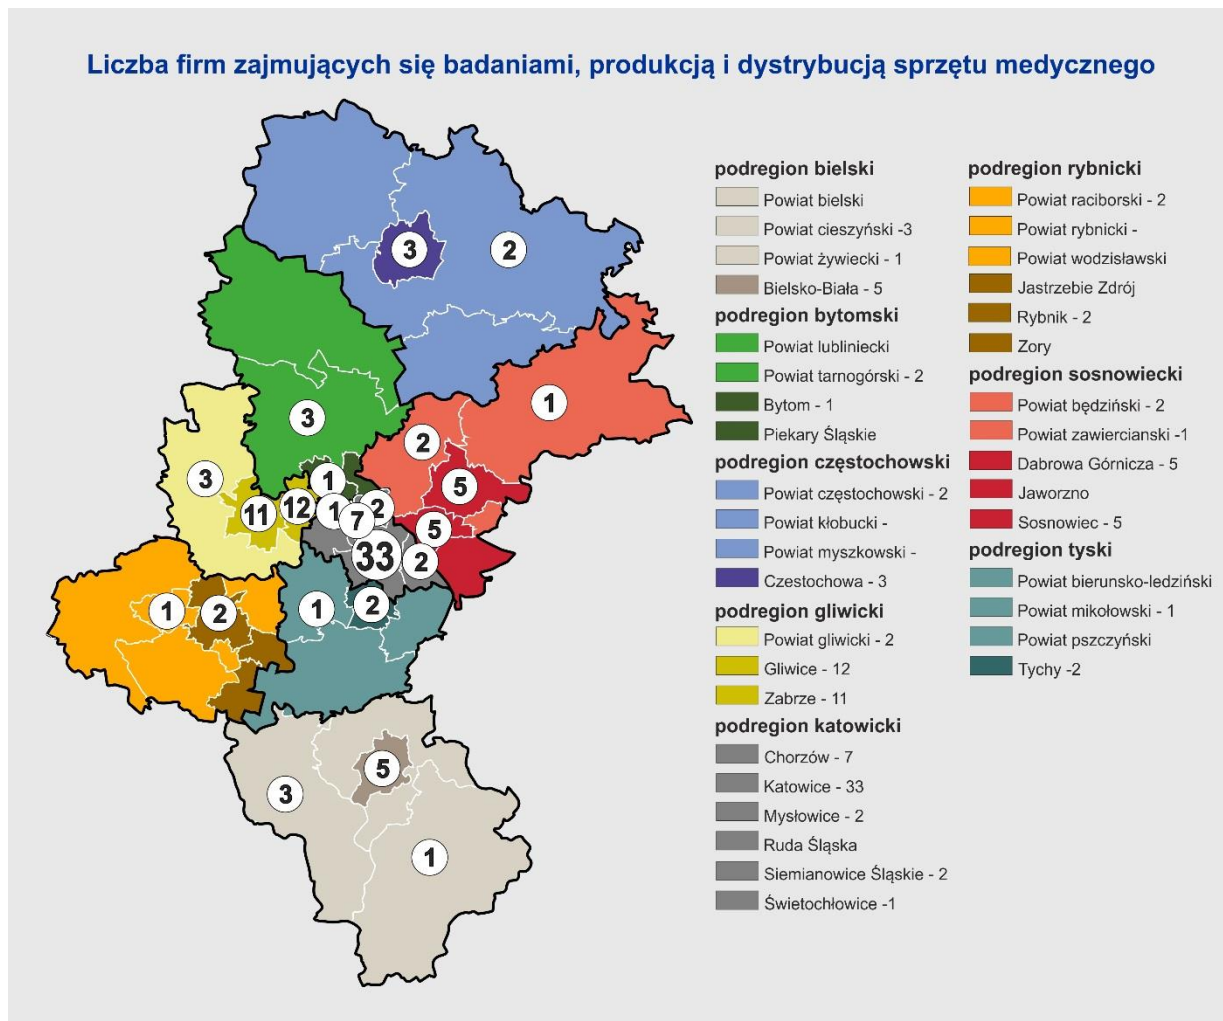 Liczba firm zajmujących się badaniami, produkcją i dystrybucją sprzętu medycznego
3
2
1
3
2
3
5
1
11
12
1
2
7
5
33
2
1
2
1
2
5
3
1
podregion bielski
Powiat bielski
Powiat cieszyński -3
Powiat żywiecki - 1
Bielsko-Biała - 5
podregion bytomski
Powiat lubliniecki
Powiat tarnogórski - 2
Bytom - 1
Piekary Śląskie
podregion częstochowski
Powiat częstochowski - 2
Powiat kłobucki -
Powiat myszkowski -
Czestochowa - 3
podregion gliwicki
Powiat gliwicki - 2
Gliwice - 12
Zabrze - 11
podregion katowicki
Chorzów - 7
Katowice - 33
Mysłowice - 2
Ruda Śląska
Siemianowice Śląskie - 2
Świetochłowice -1
podregion rybnicki
Powiat raciborski - 2
Powiat rybnicki -
Powiat wodzisławski
Jastrzebie Zdrój
Rybnik - 2
Zory
podregion sosnowiecki
Powiat będziński - 2
Powiat zawiercianski -1
Dabrowa Górnicza - 5
Jaworzno
Sosnowiec - 5
podregion tyski
Powiat bierunsko-ledziński
Powiat mikołowski - 1
Powiat pszczyński
Tychy -2